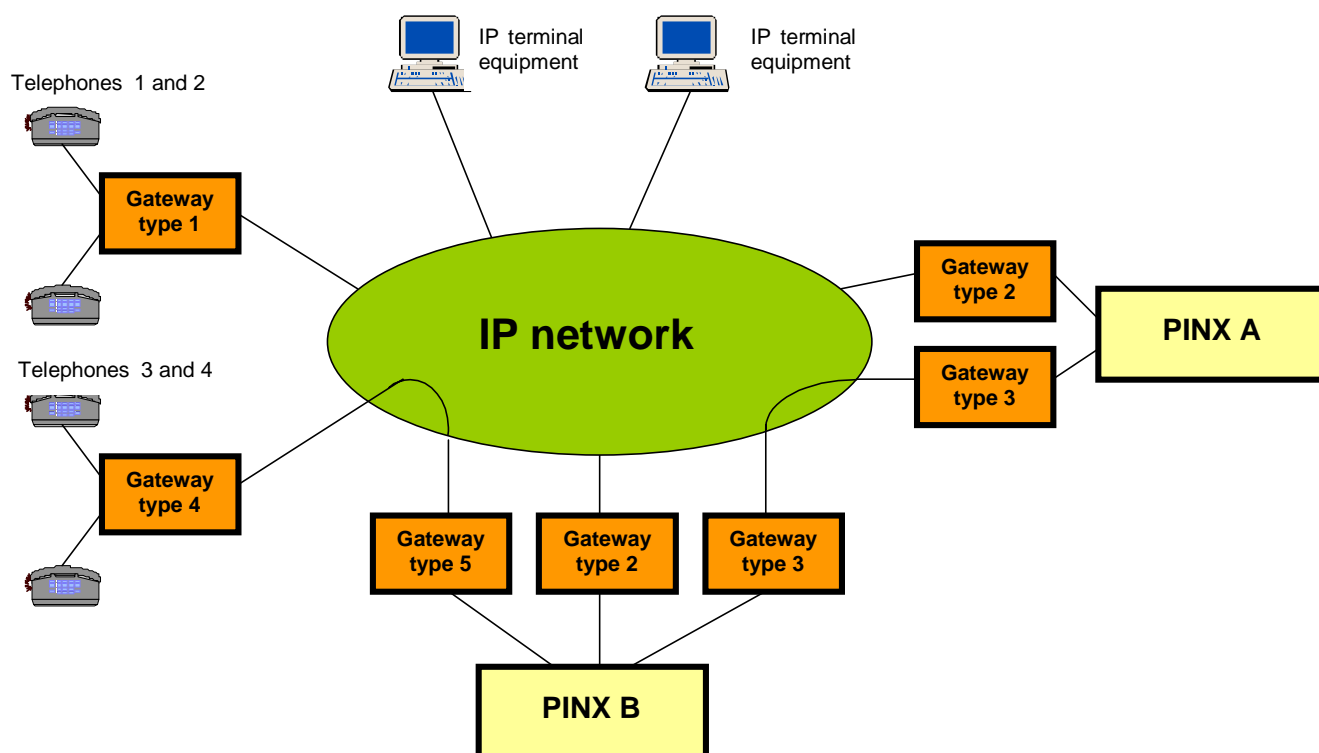 IP terminal
equipment
IP terminal
equipment
Telephones 1 and 2
Gateway
type 1
Gateway
type 2
IP network
PINX A
Gateway
type 3
Telephones 3 and 4
Gateway
type 4
Gateway
type 5
Gateway
type 2
Gateway
type 3
PINX B